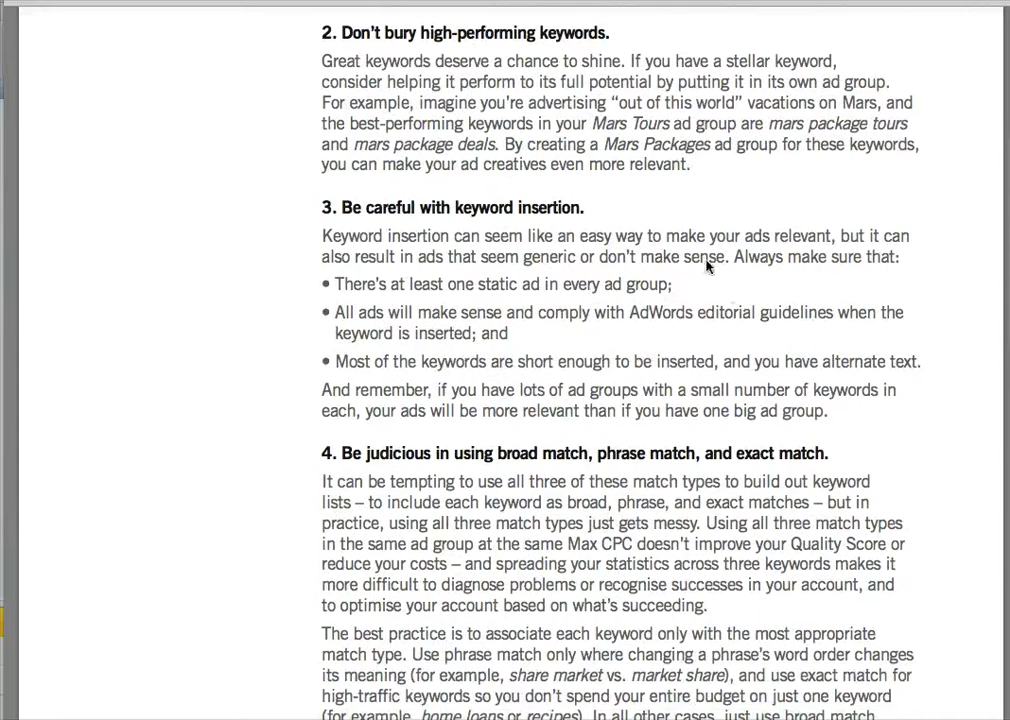 2. Don't bury high-performing keywords.
Great keywords deserve a chance to shine. If you have a stellar keyword,
consider helping it perform to its full potential by putting it in its own ad group.
For example, imagine you're advertising “out of this world” vacations on Mars, and
the best-performing keywords in your Mars Tours ad group are mars package tours
and mars package deals. By creating a Mars Packages ad group for these keywords,
you can make your ad creatives even more relevant.
3. Be careful with keyword insertion.
Keyword insertion can seem like an easy way to make your ads relevant, but it can
also result in ads that seem generic or don't make sense. Always make sure that:
• There's at least one static ad in every ad group;
• All ads will make sense and comply with AdWords editorial guidelines when the
keyword is inserted; and
• Most of the keywords are short enough to be inserted, and you have alternate text.
And remember, if you have lots of ad groups with a small number of keywords in
each, your ads will be more relevant than if you have one big ad group.
4. Be judicious in using broad match, phrase match, and exact match.
It can be tempting to use all three of these match types to build out keyword
lists – to include each keyword as broad, phrase, and exact matches – but in
practice, using all three match types just gets messy. Using all three match types
in the same ad group at the same Max CPC doesn't improve your Quality Score or
reduce your costs – and spreading your statistics across three keywords makes it
more difficult to diagnose problems or recognise successes in your account, and
to optimise your account based on what's succeeding.
The best practice is to associate each keyword only with the most appropriate
match type. Use phrase match only where changing a phrase's word order changes
its meaning (for example, share market vs. market share), and use exact match for
high-traffic keywords so you don't spend your entire budget on just one keyword
(for example, home loans or recipes). In all other cases, just use broad match